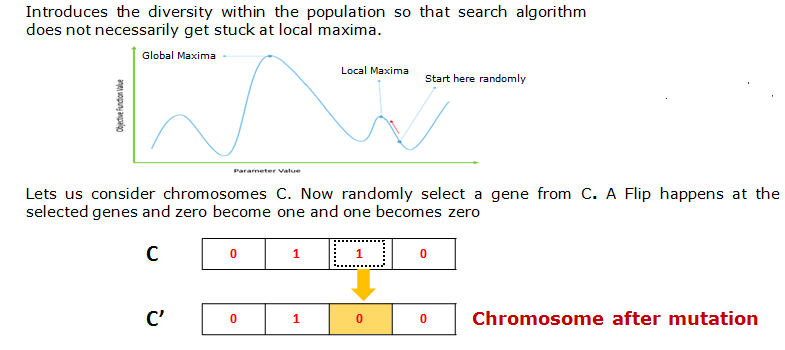 Introduces the diversity within the population so that search algorithm
does not necessarily get stuck at local maxima.
Global Maxima
Local Maxima
Start here randomly
Objective Function Value
Parameter Value
Lets us consider chromosomes C. Now randomly select a gene from C. A Flip happens at the
selected genes and zero become one and one becomes zero
C 0 1 1 0
C’ 0 1 0 0 Chromosome after mutation